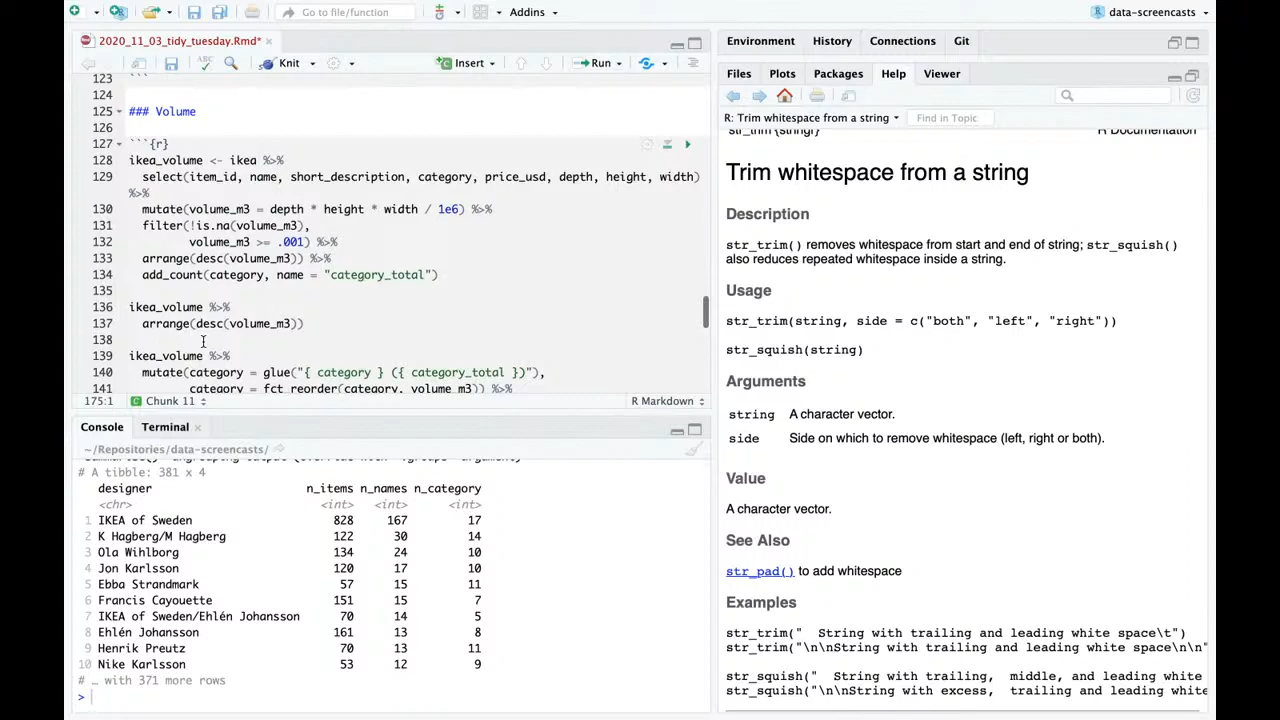 Go to file/function
Addins
data-screencasts
2020_11_03_tidy_tuesday.Rmd*
Knit
Insert
Run
123 ```
124
125 ### Volume
126
127 ```{r}
128 ikea_volume <- ikea %>%
129 select(item_id, name, short_description, category, price_usd, depth, height, width)
%>%
130 mutate(volume_m3 = depth * height * width / 1e6) %>%
131 filter(!is.na(volume_m3),
132 volume_m3 >= .001) %>%
133 arrange(desc(volume_m3)) %>%
134 add_count(category, name = "category_total")
135
136 ikea_volume %>%
137 arrange(desc(volume_m3))
138
139 ikea_volume %>%
140 mutate(category = glue("{ category } ({ category_total })"),
141 category = fct_reorder(category, volume_m3)) %>%
175:1 Chunk 11 R Markdown
Console Terminal
~/Repositories/data-screencasts/
# A tibble: 381 x 4
designer n_items n_names n_category
<chr> <int> <int> <int>
1 IKEA of Sweden 828 167 17
2 K Hagberg/M Hagberg 122 30 14
3 Ola Wihlborg 134 24 10
4 Jon Karlsson 120 17 10
5 Ebba Strandmark 57 15 11
6 Francis Cayouette 151 15 7
7 IKEA of Sweden/Ehlén Johansson 70 14 5
8 Ehlén Johansson 161 13 8
9 Henrik Preutz 70 13 11
10 Nike Karlsson 53 12 9
# … with 371 more rows
>
Environment History Connections Git
Files Plots Packages Help Viewer
R: Trim whitespace from a string Find in Topic
str_trim {stringr} R Documentation
Trim whitespace from a string
Description
str_trim() removes whitespace from start and end of string; str_squish()
also reduces repeated whitespace inside a string.
Usage
str_trim(string, side = c("both", "left", "right"))
str_squish(string)
Arguments
string A character vector.
side Side on which to remove whitespace (left, right or both).
Value
A character vector.
See Also
str_pad() to add whitespace
Examples
str_trim("  String with trailing and leading white space\t")
str_trim("\n\nString with trailing and leading white space\n\n"
str_squish("  String with trailing,  middle, and leading white
str_squish("\n\nString with excess,  trailing and leading white